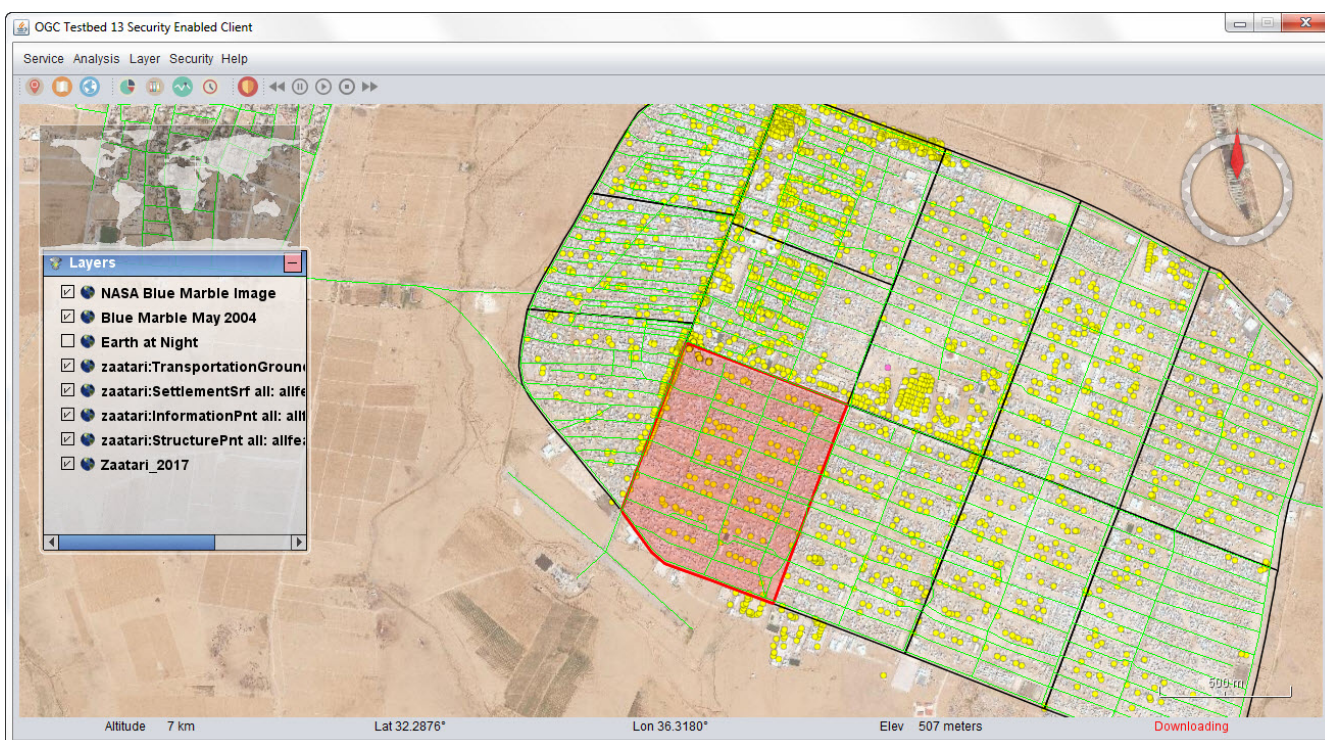 OGC Testbed 13 Security Enabled Client
Service Analysis Layer Security Help
Layers
NASA Blue Marble Image
Blue Marble May 2004
Earth at Night
zaatari:TransportationGroun
zaatari:SettlementSrf all: allfe
zaatari:InformationPnt all: allf
zaatari:StructurePnt all: allfea
Zaatari_2017
500 m
Altitude 7 km Lat 32.2876° Lon 36.3180° Elev 507 meters Downloading